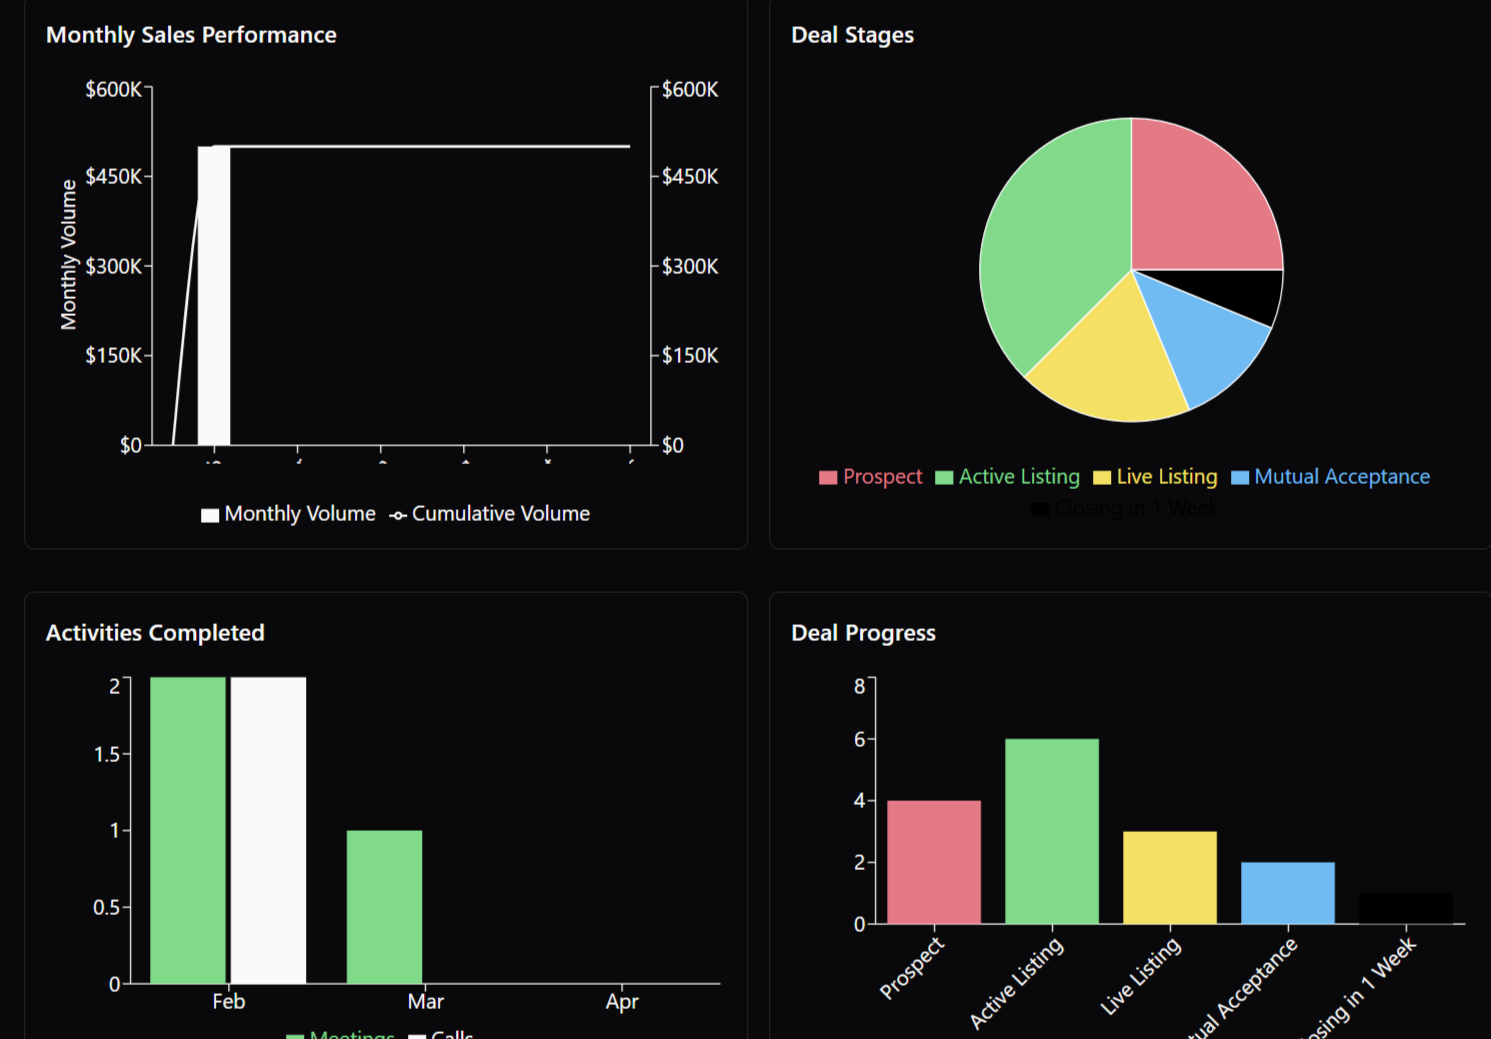 Monthly Sales Performance
$600K
$450K
$300K
$150K
$0
Monthly Volume
$600K
$450K
$300K
$150K
$0
Monthly Volume Cumulative Volume
Deal Stages
Prospect Active Listing Live Listing Mutual Acceptance
Closing in 1 Week
Activities Completed
2
1.5
1
0.5
0
Feb Mar Apr
Meetings Calls
Deal Progress
8
6
4
2
0
Prospect
Active Listing
Live Listing
tual Acceptance
osing in 1 Week